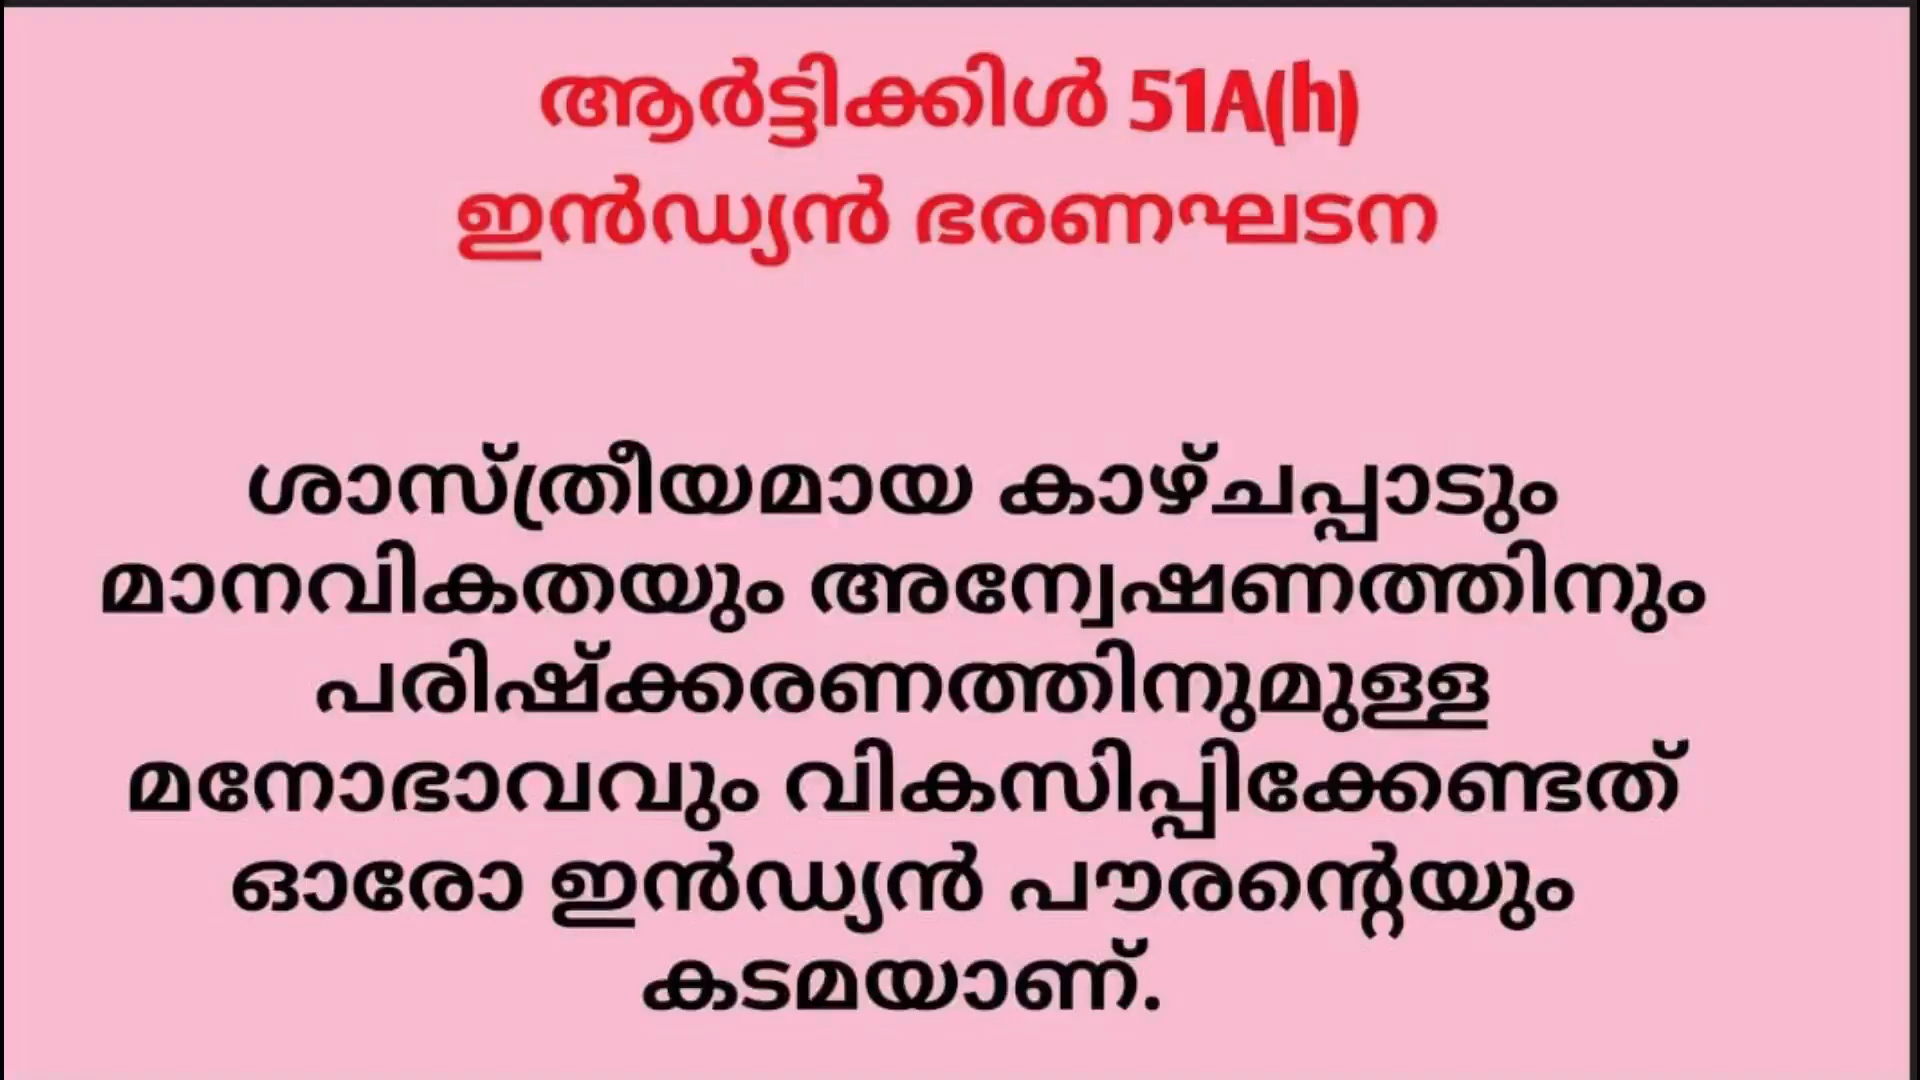 ആർട്ടിക്കിൾ 51A(h)
ഇൻഡ്യൻ ഭരണഘടന
ശാസ്ത്രീയമായ കാഴ്ചപ്പാടും
മാനവികതയും അന്വേഷണത്തിനും
പരിഷ്ക്കരണത്തിനുമുള്ള
മനോഭാവവും വികസിപ്പിക്കേണ്ടത്
ഓരോ ഇൻഡ്യൻ പൗരന്റെയും
കടമയാണ്.